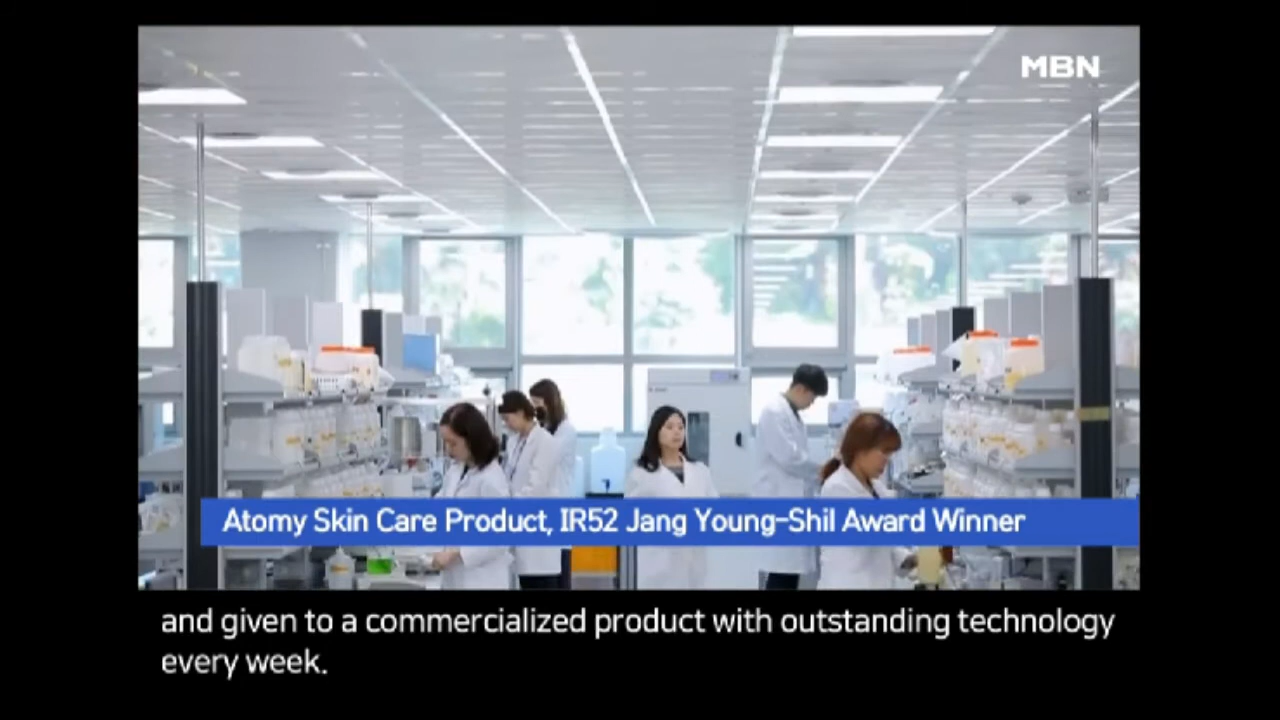 MBN
Atomy Skin Care Product, IR52 Jang Young-Shil Award Winner
and given to a commercialized product with outstanding technology
every week.